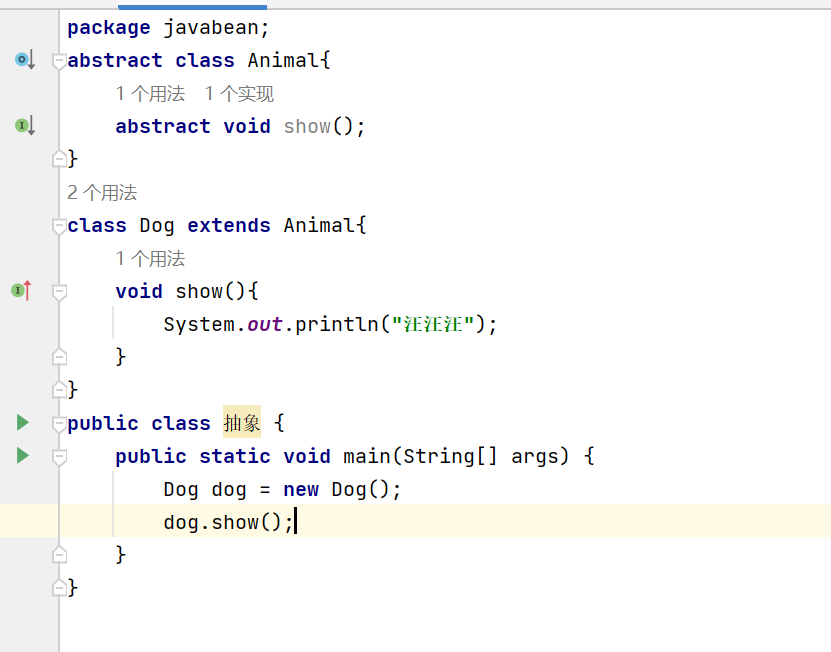 package javabean;
abstract class Animal{
1 个用法 1 个实现
abstract void show();
}
2 个用法
class Dog extends Animal{
1 个用法
void show(){
System.out.println("汪汪汪");
}
}
public class 抽象 {
public static void main(String[] args) {
Dog dog = new Dog();
dog.show();
}
}